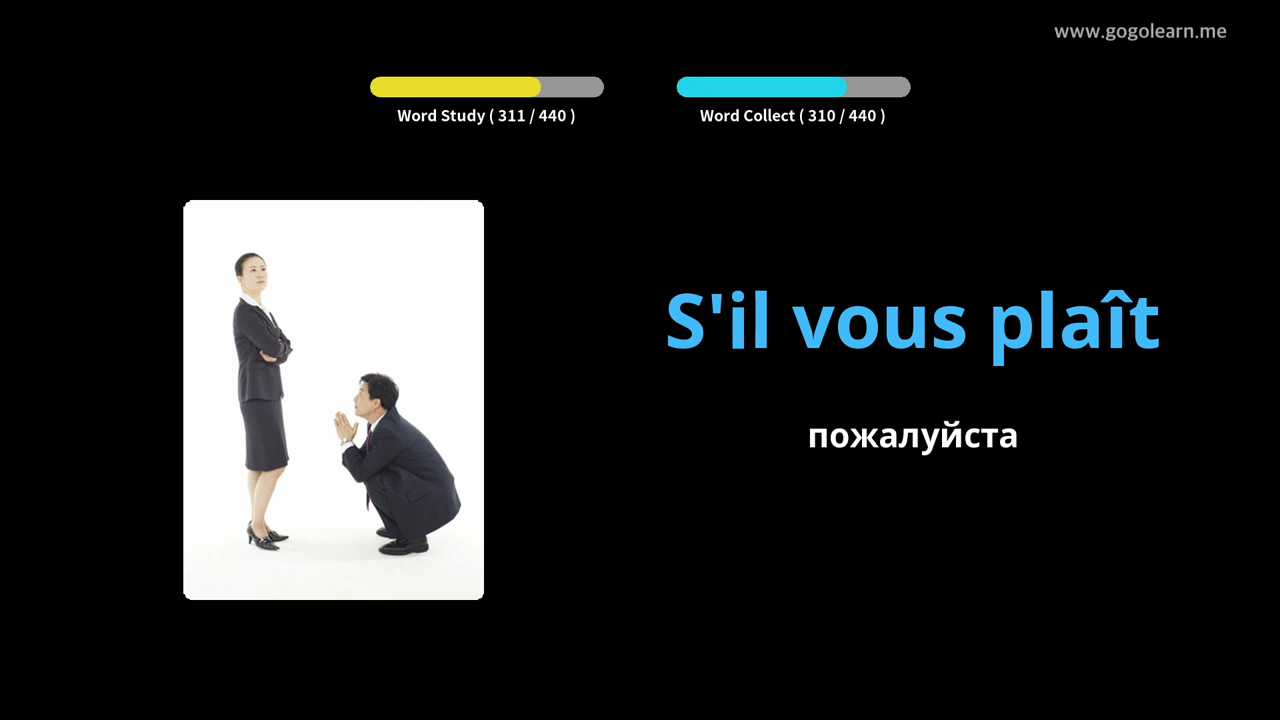 www.gogolearn.me
Word Study ( 311 / 440 )
Word Collect ( 310 / 440 )
S'il vous plaît
пожалуйста